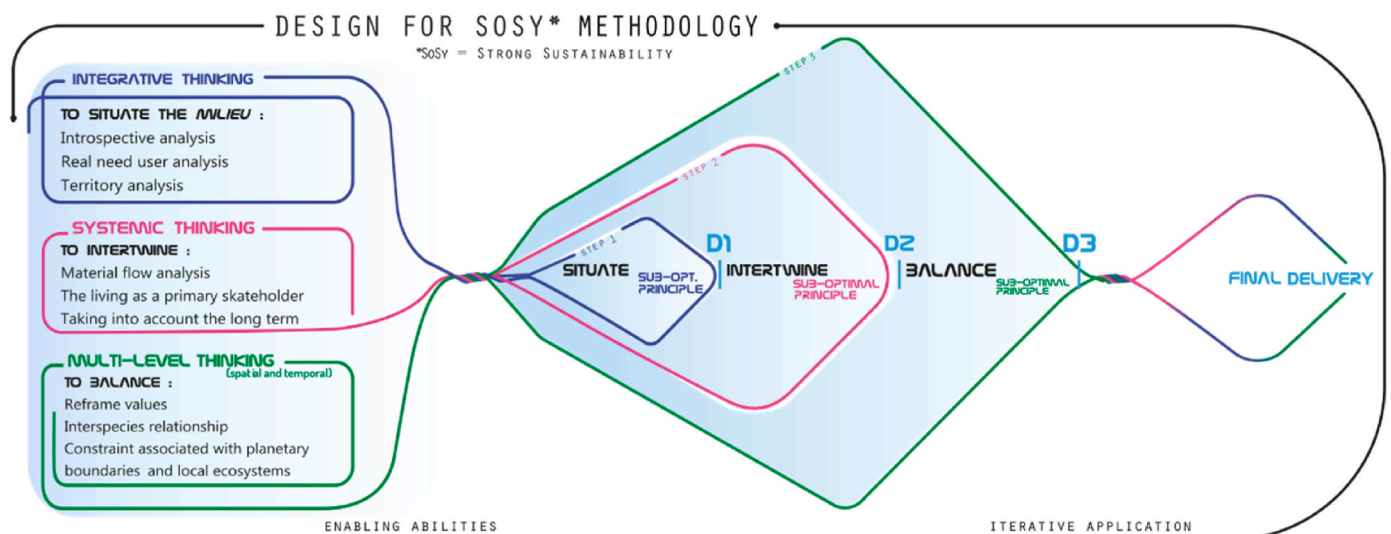 DESIGN FOR SOSY* METHODOLOGY
*SOSY = STRONG SUSTAINABILITY
INTEGRATIVE THINKING
TO SITUATE THE MILIEU :
Introspective analysis
Real need user analysis
Territory analysis
SYSTEMIC THINKING
TO INTERTWINE :
Material flow analysis
The living as a primary skateholder
Taking into account the long term
MULTI-LEVEL THINKING
(spatial and temporal)
TO BALANCE :
Reframe values
Interspecies relationship
Constraint associated with planetary
boundaries and local ecosystems
ENABLING ABILITIES
STEP 1
SITUATE
SUB-OPT.
PRINCIPLE
D1
STEP 2
INTERTWINE
SUB-OPTIMAL
PRINCIPLE
D2
STEP 3
BALANCE
SUB-OPTIMAL
PRINCIPLE
D3
FINAL DELIVERY
ITERATIVE APPLICATION